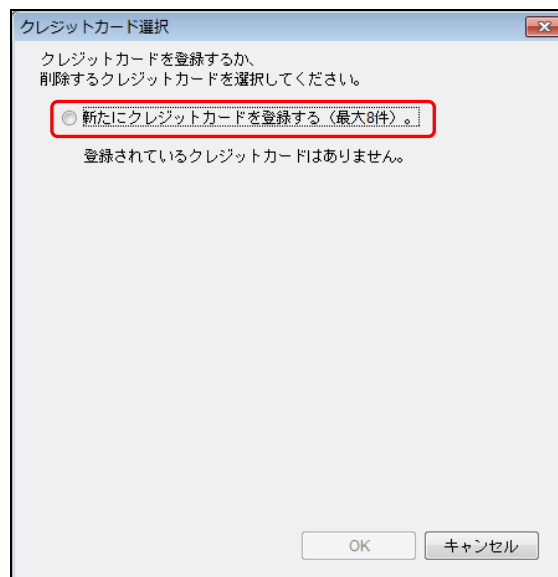 クレジットカード選択
クレジットカードを登録するか、
削除するクレジットカードを選択してください。
新たにクレジットカードを登録する（最大8件）。
登録されているクレジットカードはありません。
OK
キャンセル